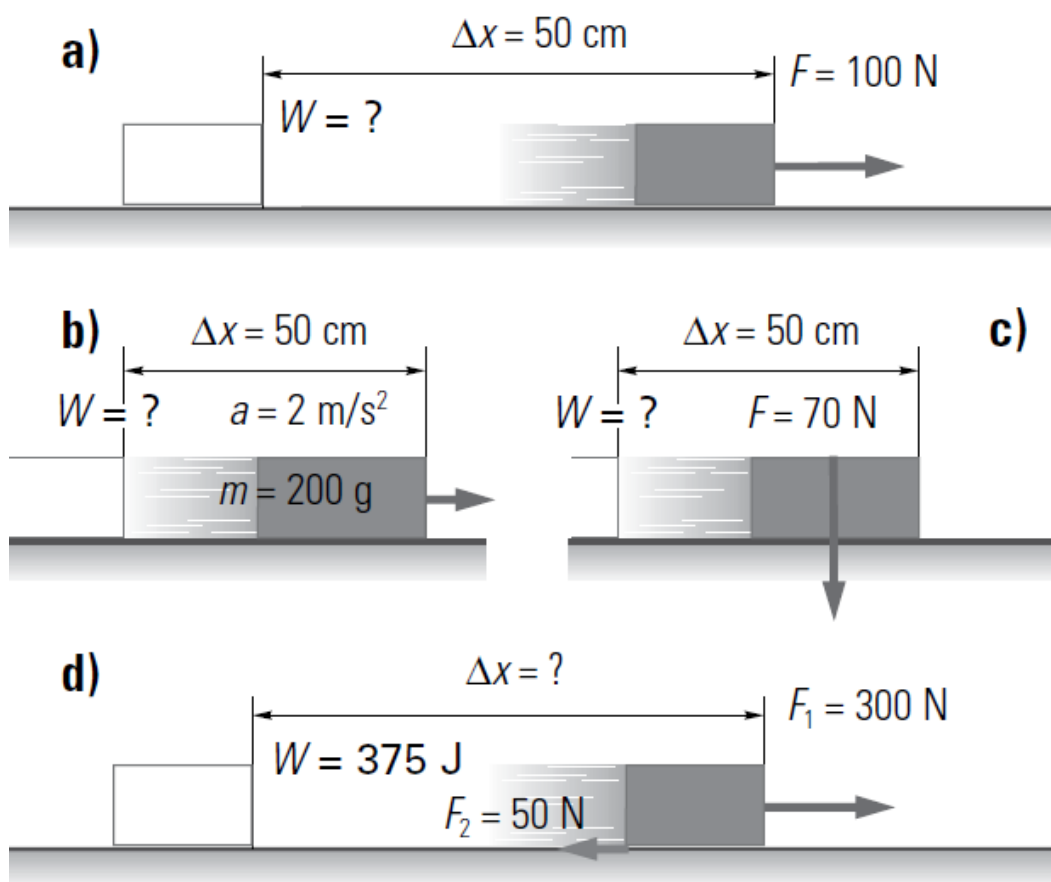 a)
Δx = 50 cm
F = 100 N
W = ?
b)
Δx = 50 cm
W = ?
a = 2 m/s²
m = 200 g
c)
Δx = 50 cm
W = ?
F = 70 N
d)
Δx = ?
F₁ = 300 N
W = 375 J
F₂ = 50 N